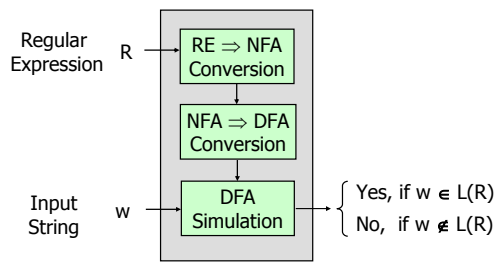 Regular
Expression
R
RE ⇒ NFA
Conversion
NFA ⇒ DFA
Conversion
Input
String
w
DFA
Simulation
Yes, if w ∈ L(R)
No, if w ∉ L(R)